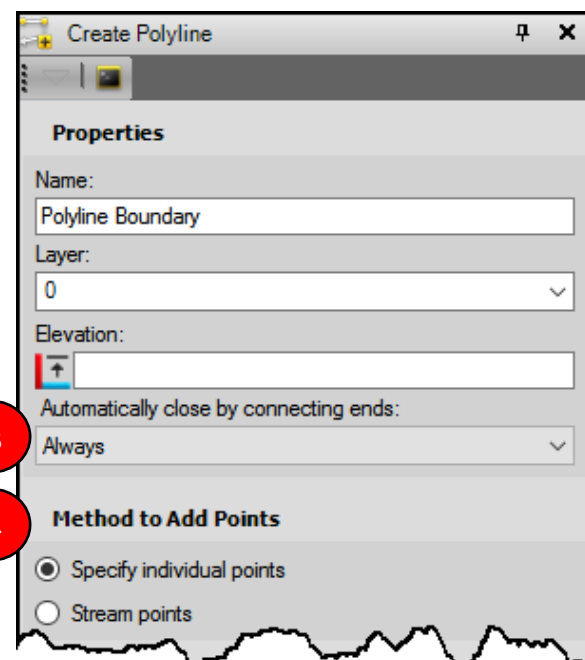 Create Polyline
Properties
Name:
Polyline Boundary
Layer:
0
Elevation:
Automatically close by connecting ends:
Always
Method to Add Points
Specify individual points
Stream points